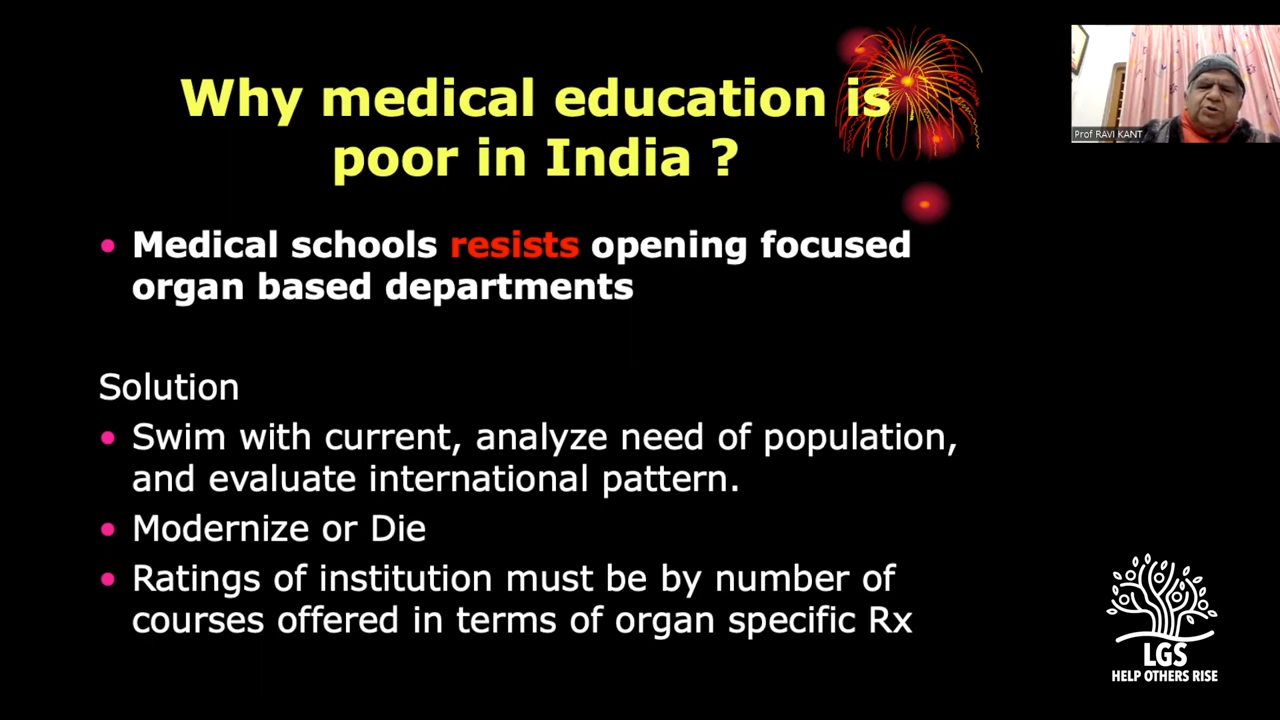 Why medical education is
poor in India ?
Prof RAVI KANT
• Medical schools resists opening focused
organ based departments
Solution
• Swim with current, analyze need of population,
and evaluate international pattern.
• Modernize or Die
• Ratings of institution must be by number of
courses offered in terms of organ specific Rx
LGS
HELP OTHERS RISE